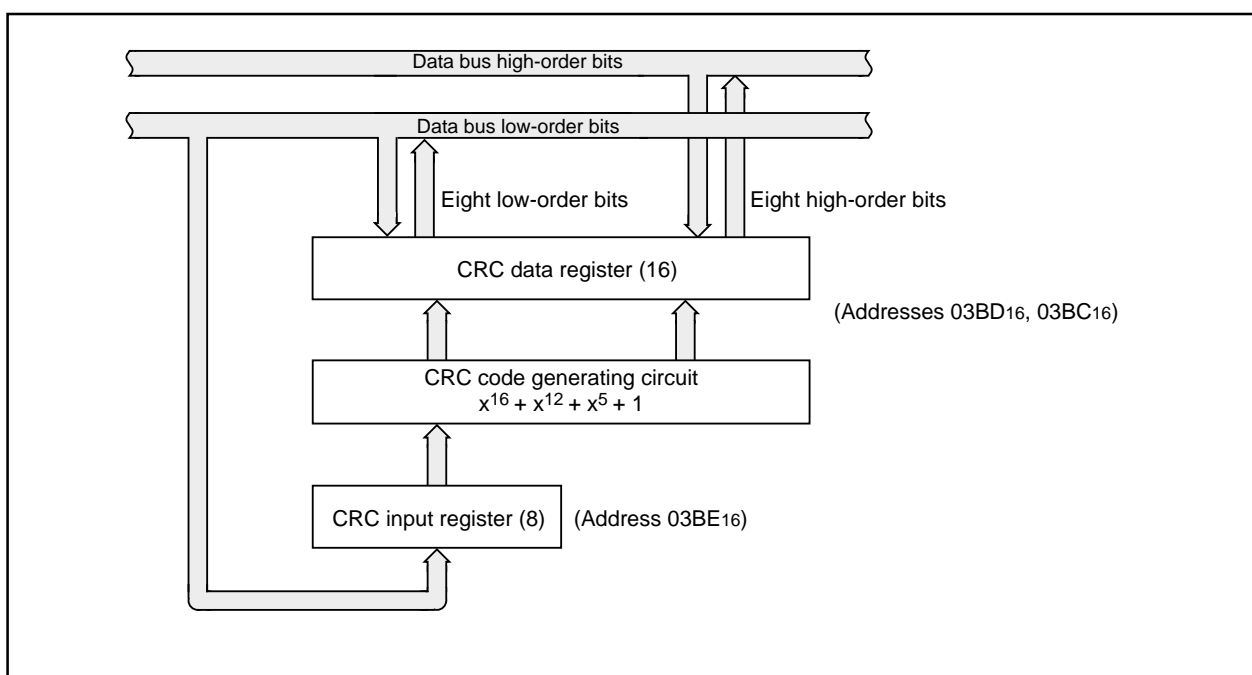 Data bus high-order bits
Data bus low-order bits
Eight low-order bits
Eight high-order bits
CRC data register (16)
(Addresses 03BD16, 03BC16)
CRC code generating circuit
x16 + x12 + x5 + 1
CRC input register (8)
(Address 03BE16)